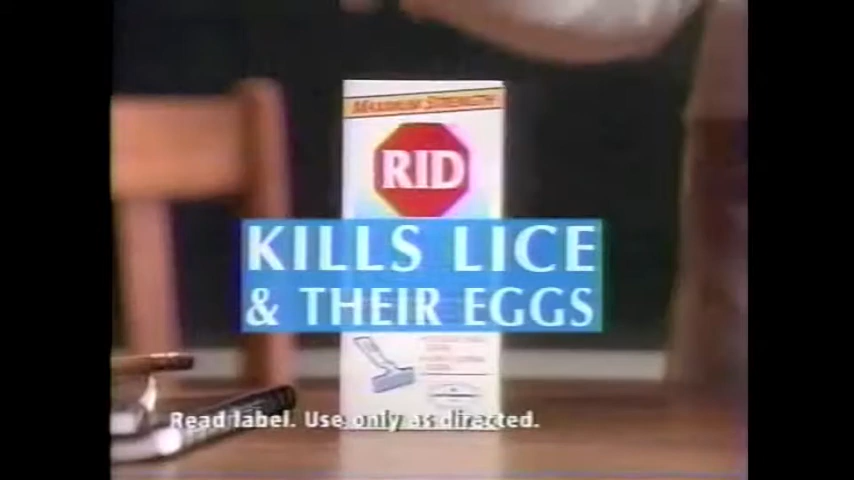 MAXIMUM STRENGTH
RID
KILLS LICE
& THEIR EGGS
Read label. Use only as directed.